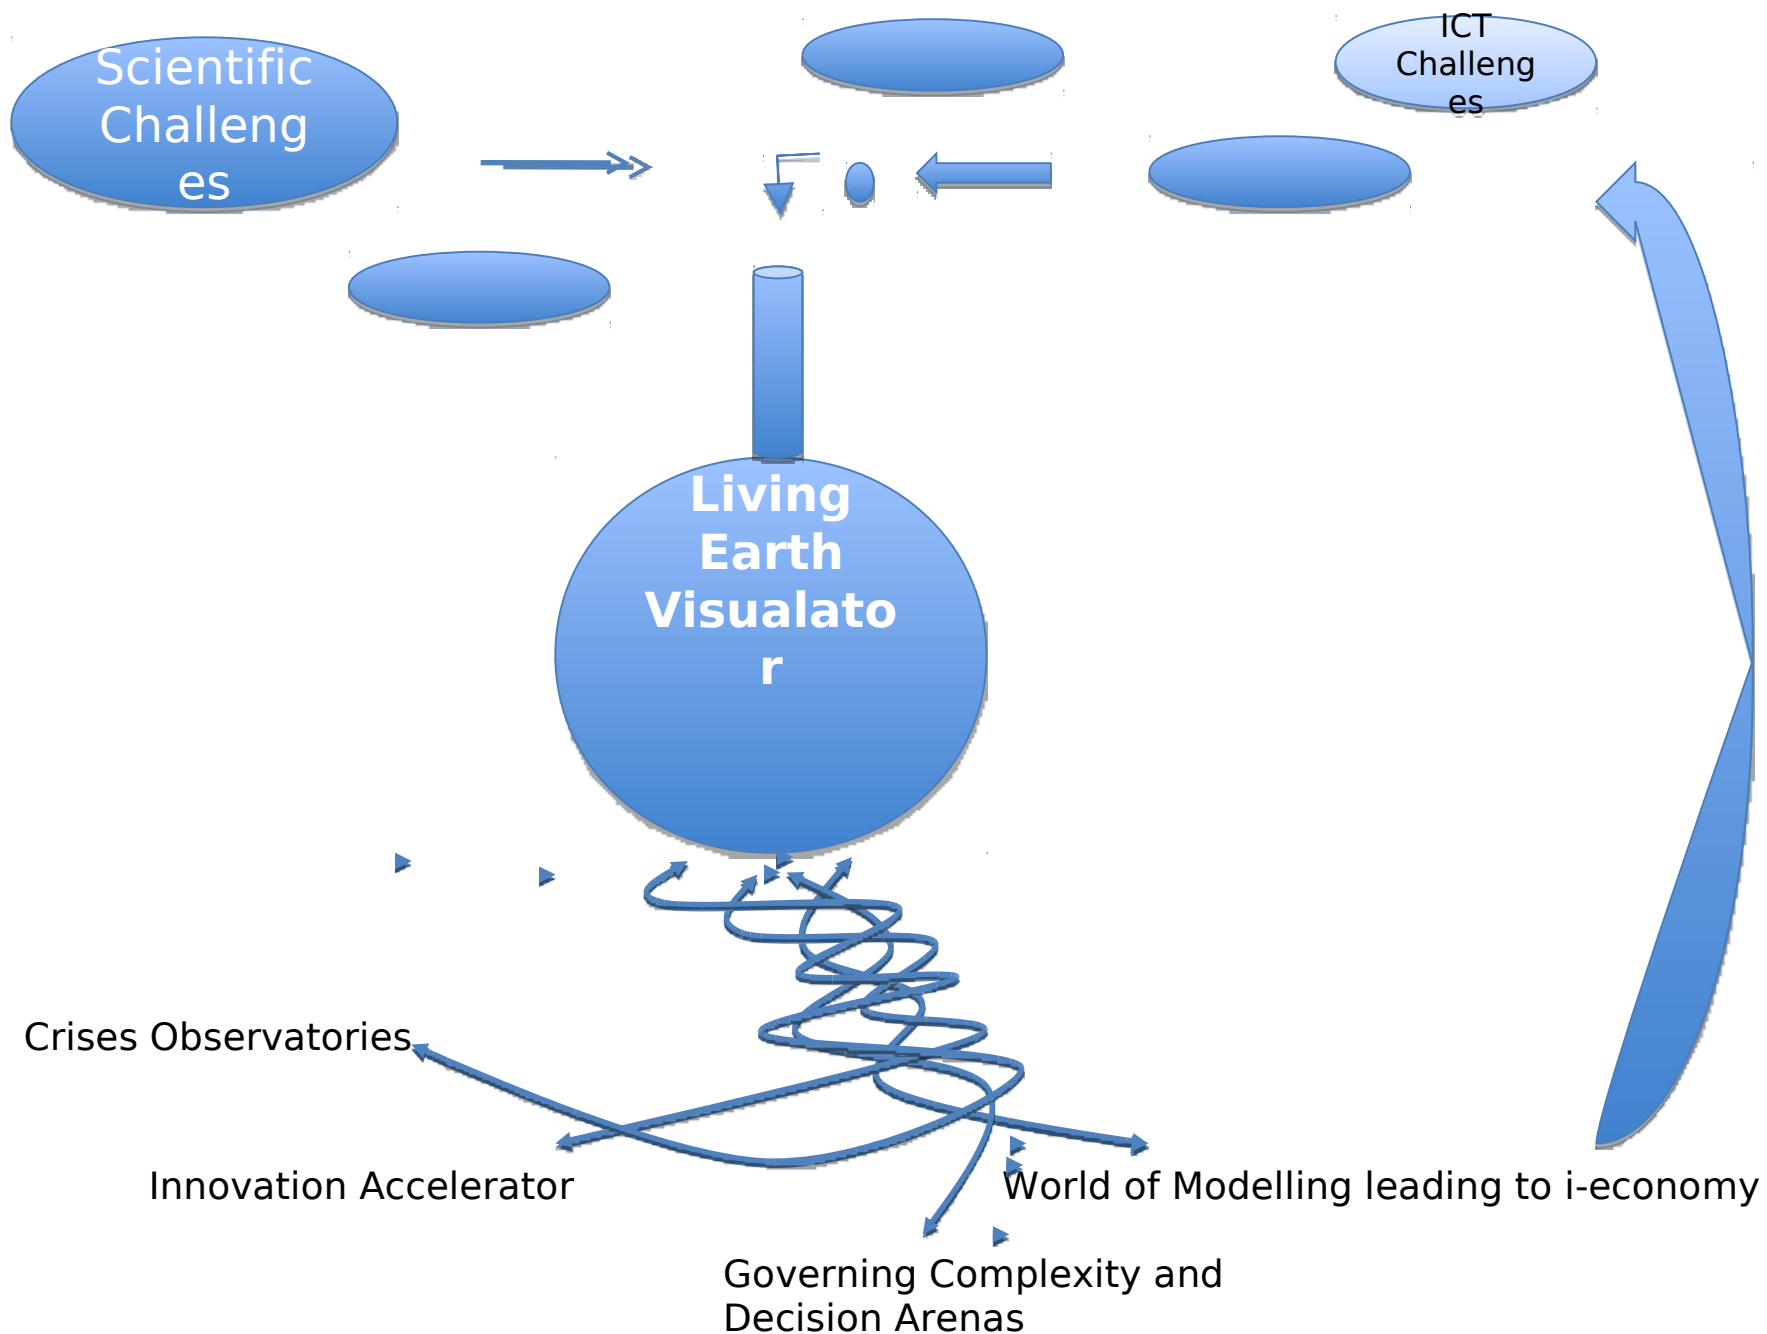 Scientific
Challeng
es
ICT
Challeng
es
Living
Earth
Visualato
r
Crises Observatories
Innovation Accelerator
World of Modelling leading to i-economy
Governing Complexity and
Decision Arenas